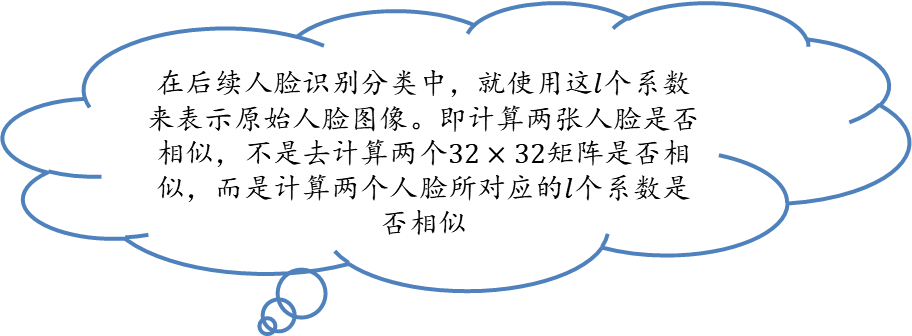 在后续人脸识别分类中，就使用这l个系数
来表示原始人脸图像。即计算两张人脸是否
相似，不是去计算两个32 × 32矩阵是否相
似，而是计算两个人脸所对应的l个系数是
否相似